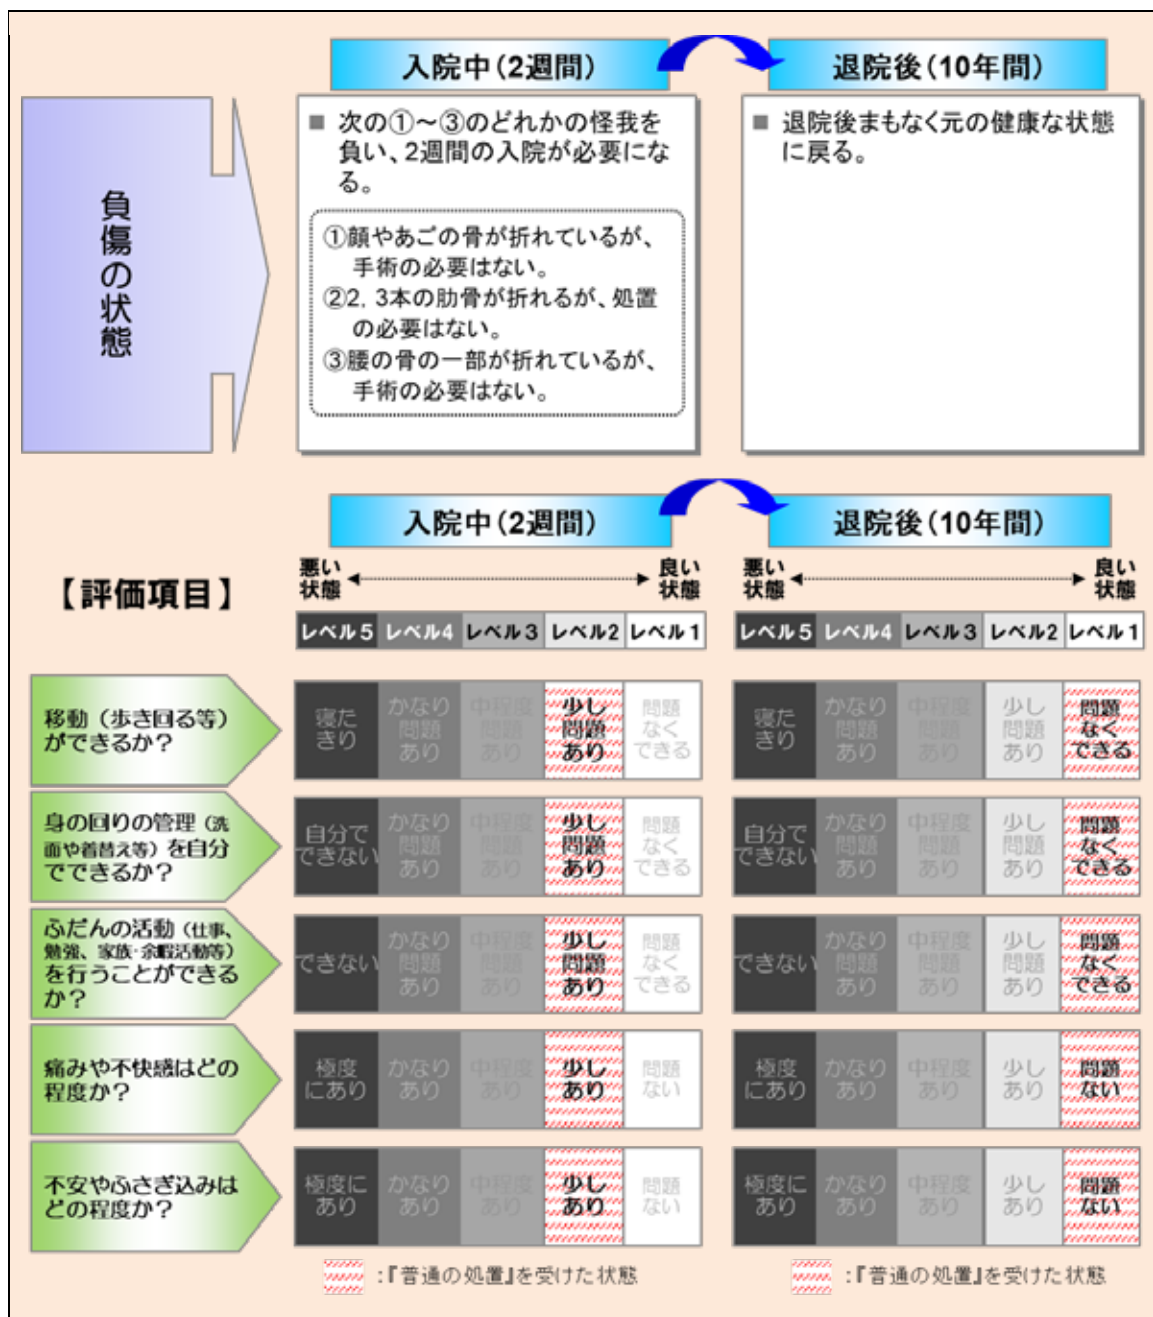 入院中(2週間)
退院後(10年間)
負傷の状態
■ 次の①～③のどれかの怪我を
負い、2週間の入院が必要にな
る。
①顔やあごの骨が折れているが、
手術の必要はない。
②2, 3本の肋骨が折れるが、処置
の必要はない。
③腰の骨の一部が折れているが、
手術の必要はない。
■ 退院後まもなく元の健康な状態
に戻る。
入院中(2週間)
退院後(10年間)
【評価項目】
悪い
状態
良い
状態
悪い
状態
良い
状態
レベル5 レベル4 レベル3 レベル2 レベル1
レベル5 レベル4 レベル3 レベル2 レベル1
移動（歩き回る等）
ができるか？
寝た
きり
かなり
問題
あり
中程度
問題
あり
少し
問題
あり
問題
なく
できる
寝た
きり
かなり
問題
あり
中程度
問題
あり
少し
問題
あり
問題
なく
できる
身の回りの管理（洗
面や着替え等）を自分
でできるか？
自分で
できない
かなり
問題
あり
中程度
問題
あり
少し
問題
あり
問題
なく
できる
自分で
できない
かなり
問題
あり
中程度
問題
あり
少し
問題
あり
問題
なく
できる
ふだんの活動（仕事、
勉強、家族・余暇活動等）
を行うことができる
か？
できない
かなり
問題
あり
中程度
問題
あり
少し
問題
あり
問題
なく
できる
できない
かなり
問題
あり
中程度
問題
あり
少し
問題
あり
問題
なく
できる
痛みや不快感はどの
程度か？
極度
にあり
かなり
あり
中程度
あり
少し
あり
問題
ない
極度
にあり
かなり
あり
中程度
あり
少し
あり
問題
ない
不安やふさぎ込みは
どの程度か？
極度に
あり
かなり
あり
中程度
あり
少し
あり
問題
ない
極度に
あり
かなり
あり
中程度
あり
少し
あり
問題
ない
：『普通の処置』を受けた状態
：『普通の処置』を受けた状態